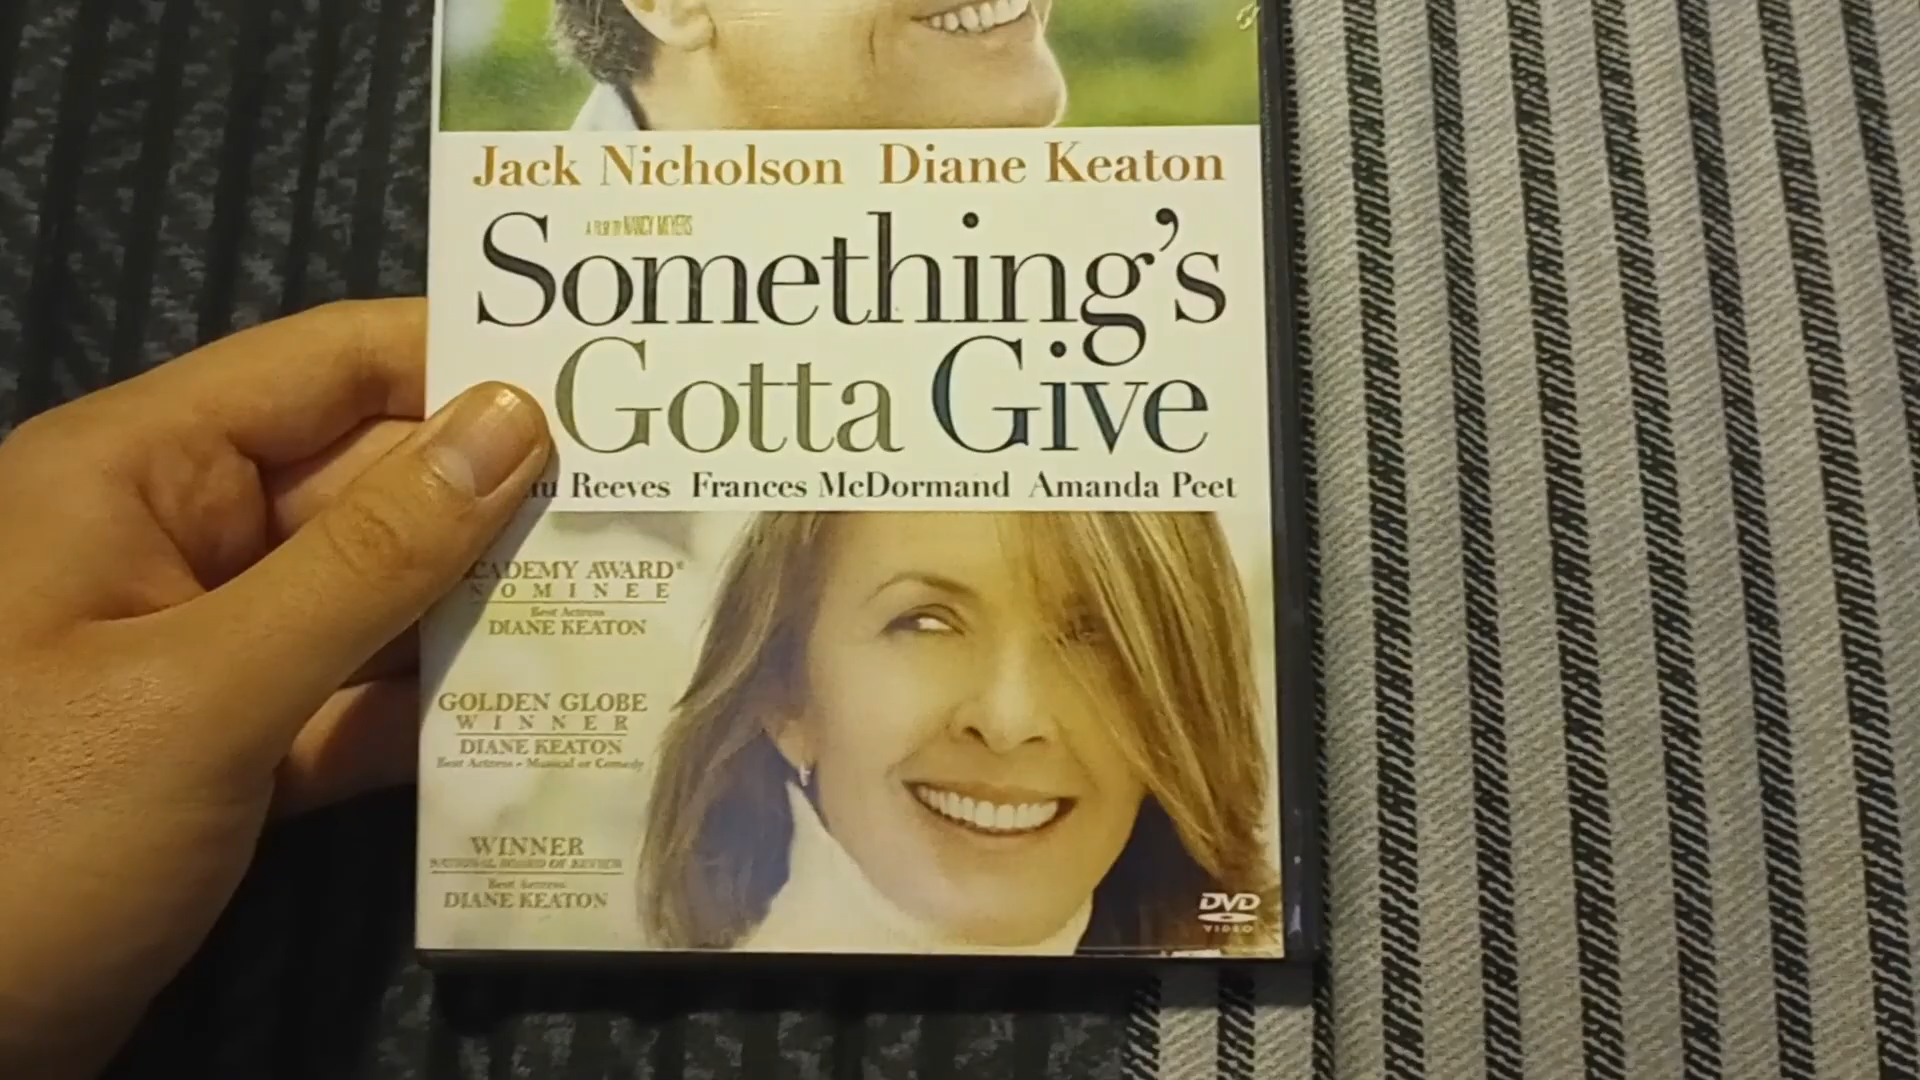 Jack Nicholson Diane Keaton
A FILM BY NANCY MEYERS
Something's
Gotta Give
Reeves Frances McDormand Amanda Peet
ACADEMY AWARD®
NOMINEE
Best Actress
DIANE KEATON
GOLDEN GLOBE
WINNER
DIANE KEATON
Best Actress - Musical or Comedy
WINNER
NATIONAL BOARD OF REVIEW
Best Actress
DIANE KEATON
DVD
VIDEO